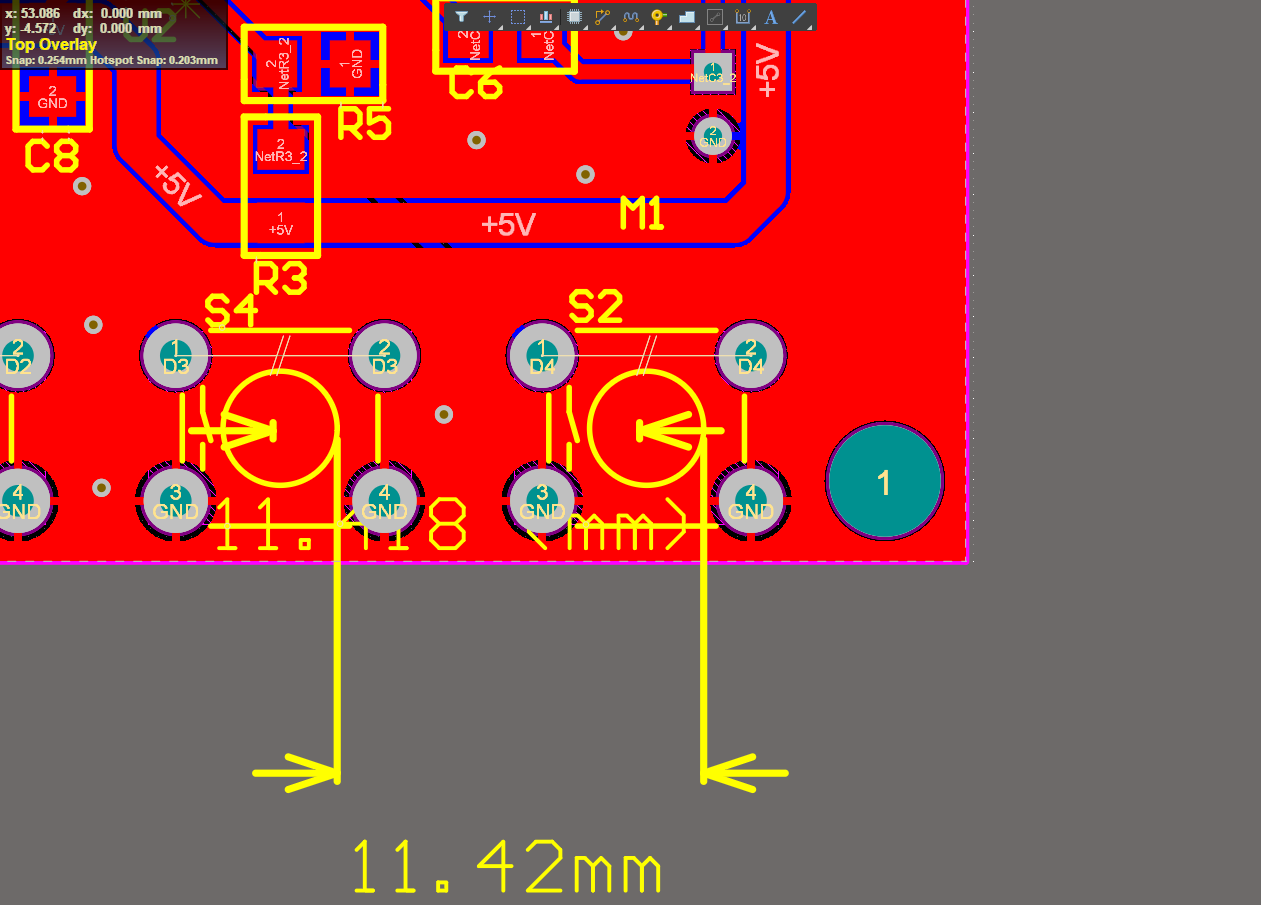 x: 53.086 dx: 0.000 mm
y: -4.572 dy: 0.000 mm
Top Overlay
Snap: 0.254mm Hotspot Snap: 0.203mm
2
NetR3_2
1
GND
2
NetC
1
NetC
1
NetC3_2
+5V
2
GND
C8
R5
C6
2
GND
2
NetR3_2
+5V
1
+5V
+5V
M1
R3
S4
S2
2
D2
1
D3
2
D3
1
D4
2
D4
4
GND
3
GND
4
GND
3
GND
4
GND
1
11.418 (mm)
11.42mm